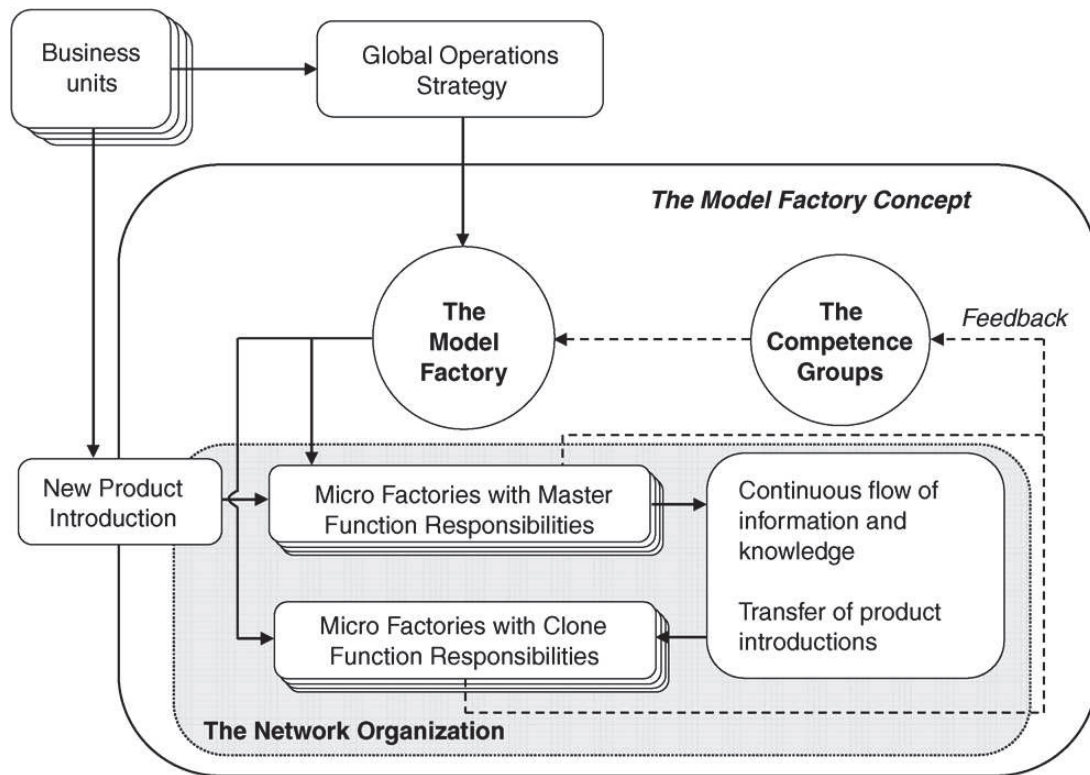 Business
units
Global Operations
Strategy
The Model Factory Concept
The
Model
Factory
The
Competence
Groups
Feedback
New Product
Introduction
Micro Factories with Master
Function Responsibilities
Continuous flow of
information and
knowledge
Transfer of product
introductions
Micro Factories with Clone
Function Responsibilities
The Network Organization